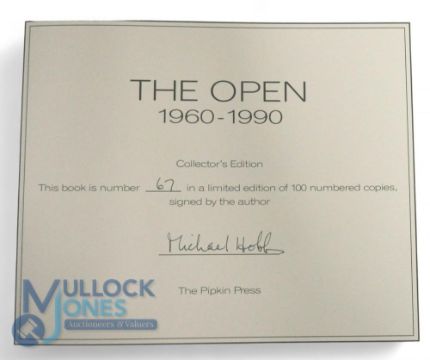 THE OPEN
1960-1990
Collector's Edition
This book is number 67 in a limited edition of 100 numbered copies,
signed by the author
Michael Hobbs
The Pipkin Press
MULLOCK
JONES
Auctioneers & Valuers